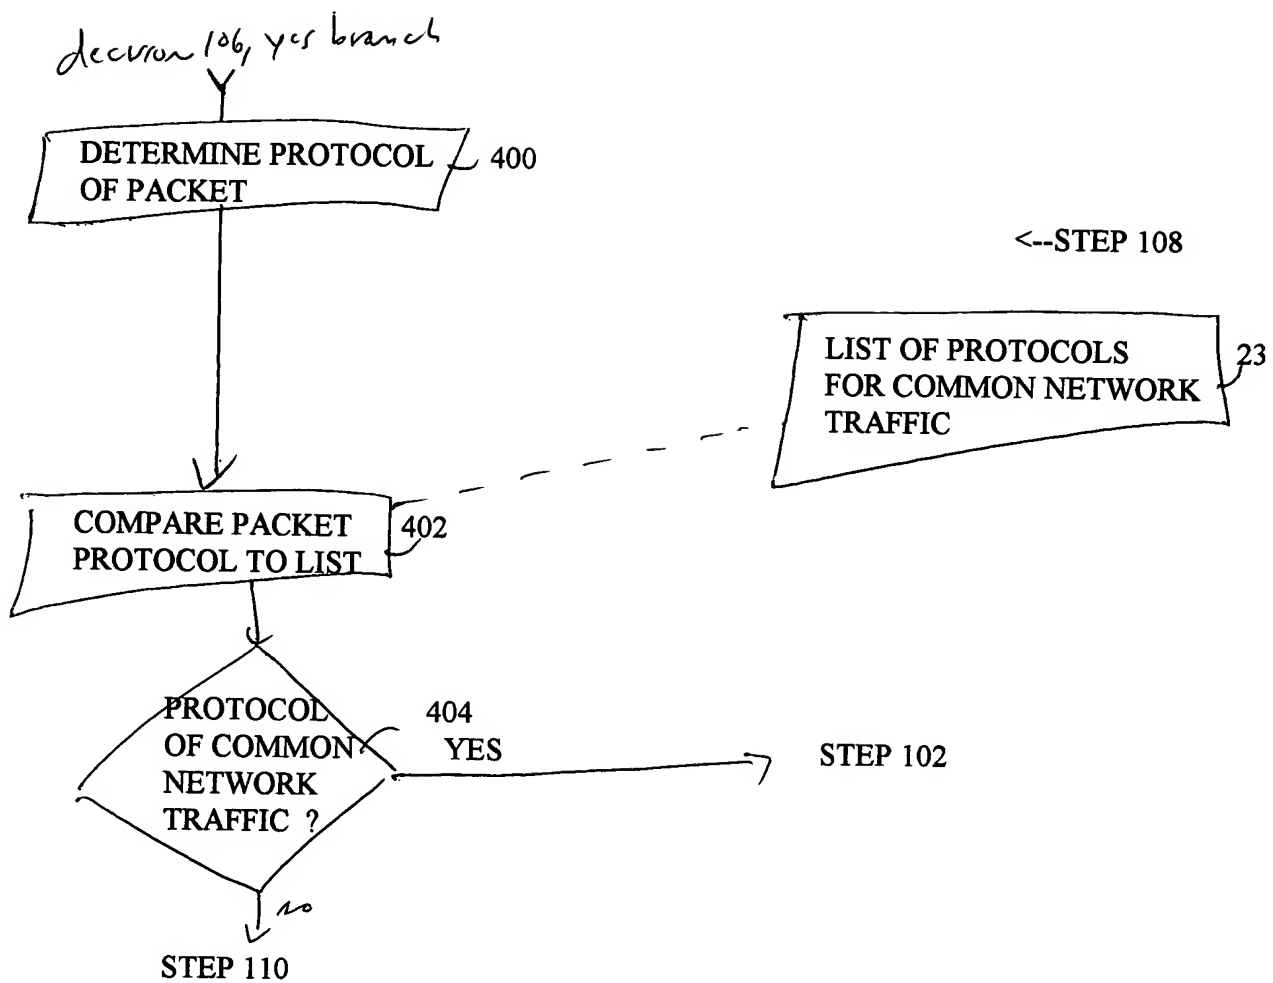 decision 106, yes branch
DETERMINE PROTOCOL
OF PACKET
400
<--STEP 108
LIST OF PROTOCOLS
FOR COMMON NETWORK
TRAFFIC
23
COMPARE PACKET
PROTOCOL TO LIST
402
PROTOCOL
OF COMMON
NETWORK
TRAFFIC ?
404
YES
STEP 102
no
STEP 110